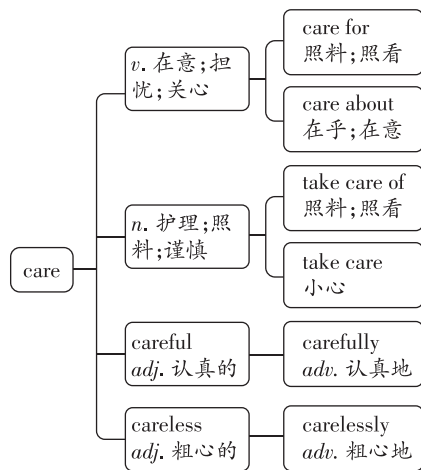 care
v. 在意;担
忧;关心
care for
照料;照看
care about
在乎;在意
n. 护理;照
料;谨慎
take care of
照料;照看
take care
小心
careful
adj. 认真的
carefully
adv. 认真地
careless
adj. 粗心的
carelessly
adv. 粗心地